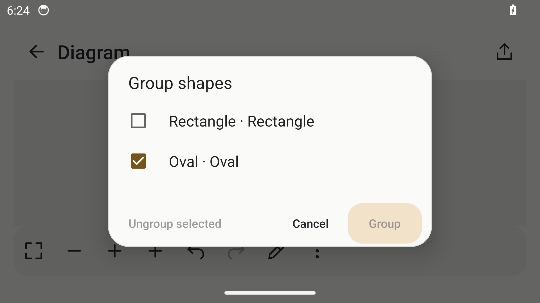 6:24
Diagram
Group shapes
Rectangle · Rectangle
Oval · Oval
Ungroup selected
Cancel
Group